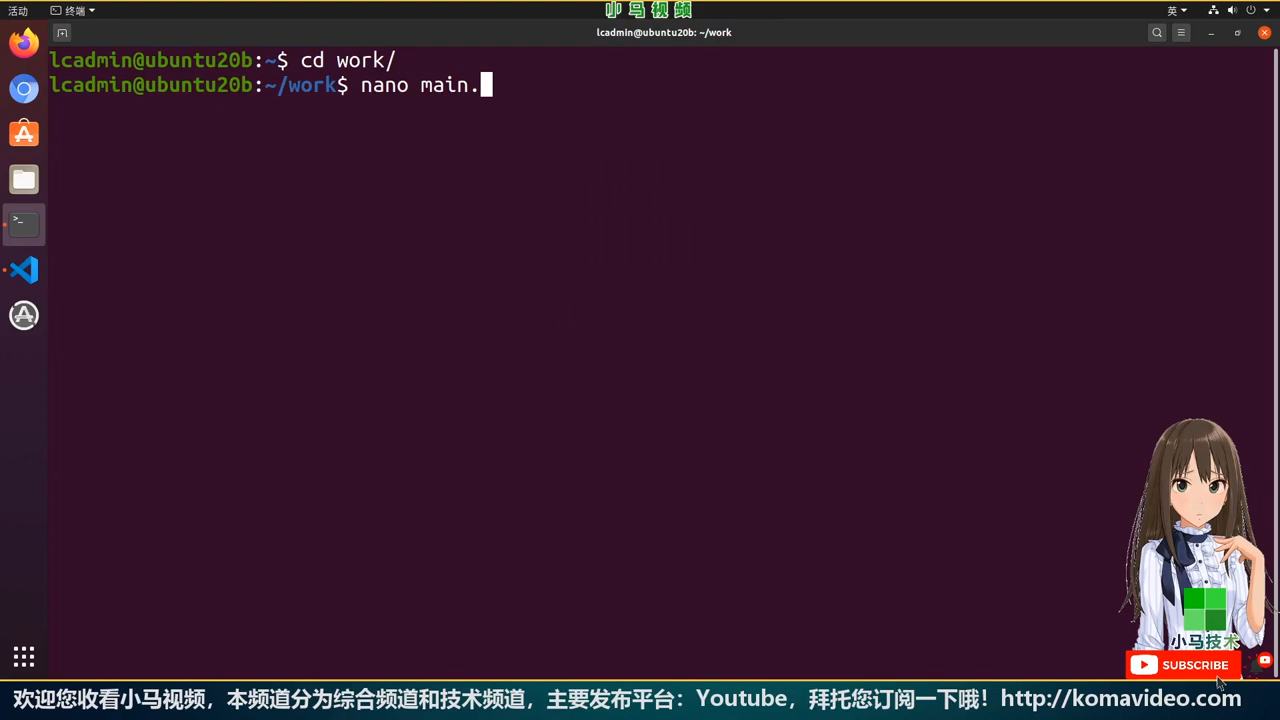 小马视频
活动 终端 英
lcadmin@ubuntu20b: ~/work
lcadmin@ubuntu20b:~$ cd work/
lcadmin@ubuntu20b:~/work$ nano main.
小马技术
SUBSCRIBE
欢迎您收看小马视频，本频道分为综合频道和技术频道，主要发布平台：Youtube，拜托您订阅一下哦！http://komavideo.com